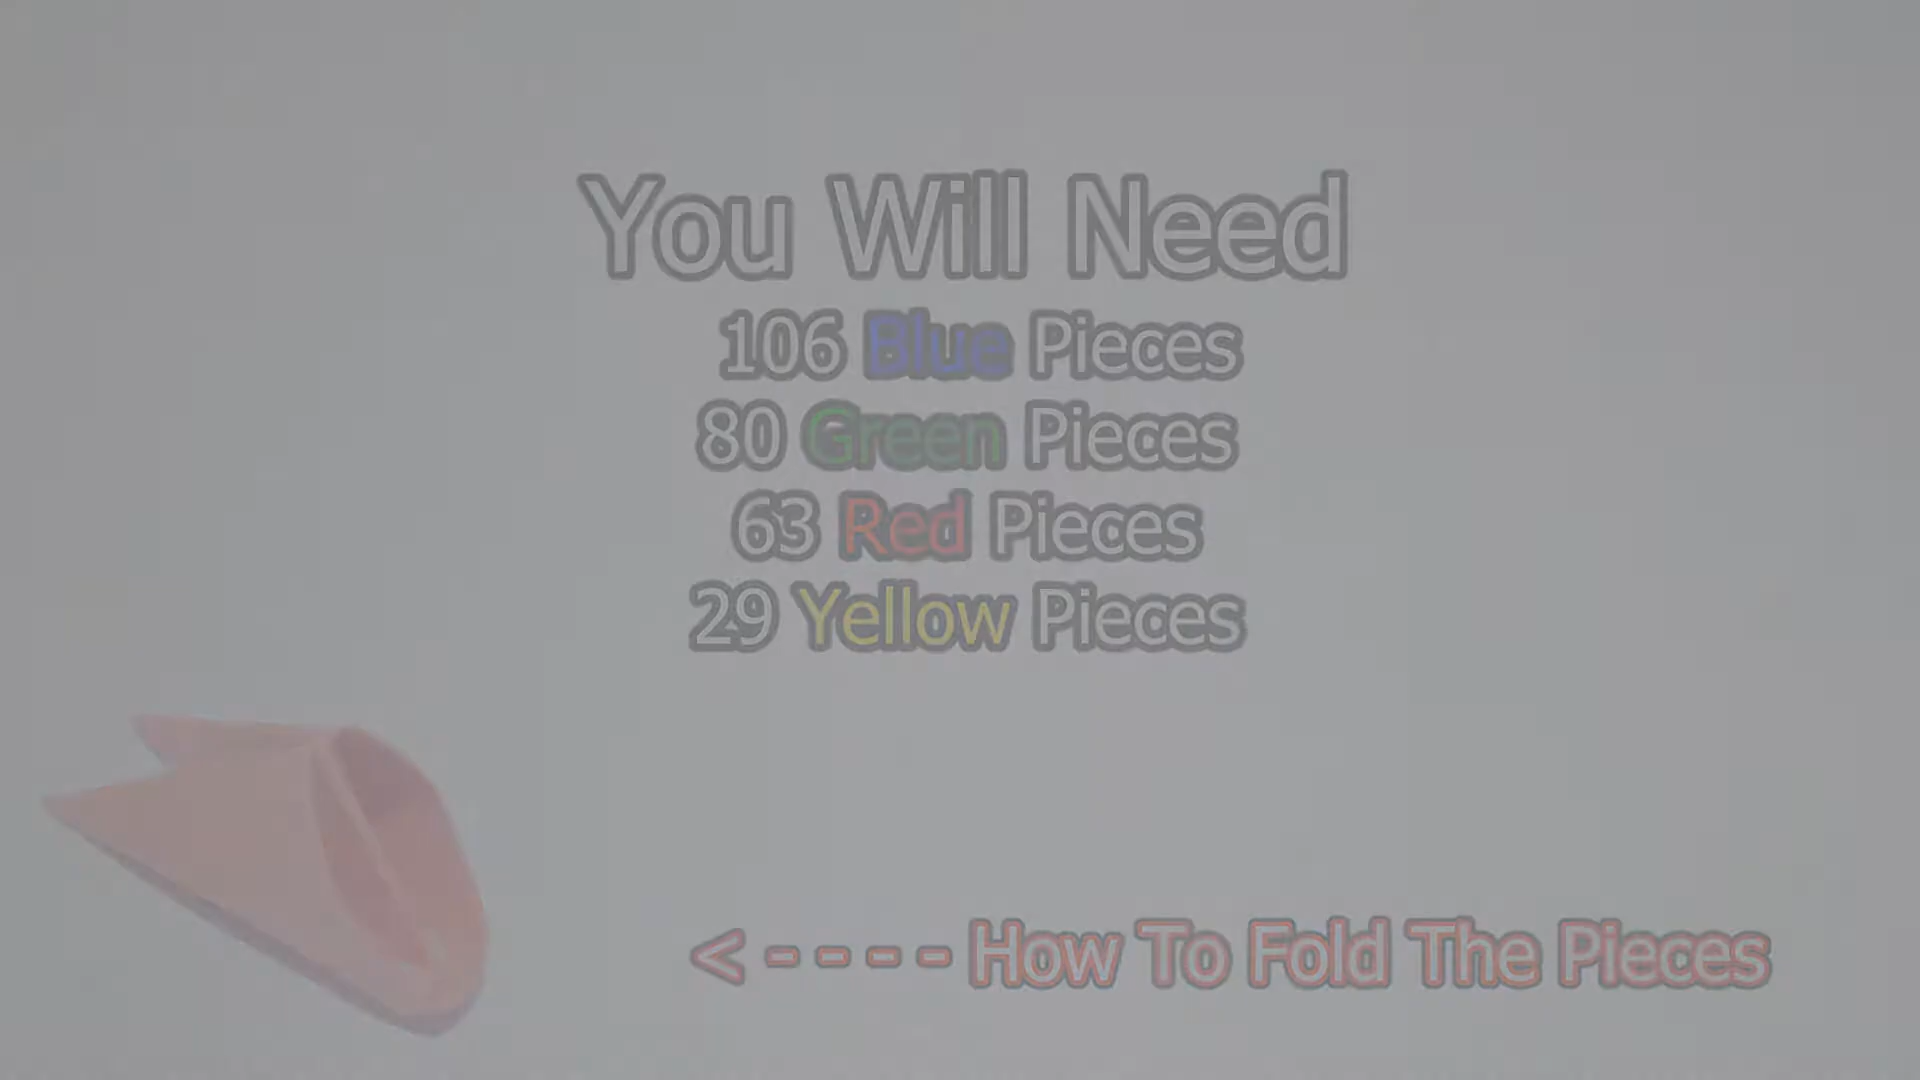 You Will Need
106 Blue Pieces
80 Green Pieces
63 Red Pieces
29 Yellow Pieces
< - - - - How To Fold The Pieces